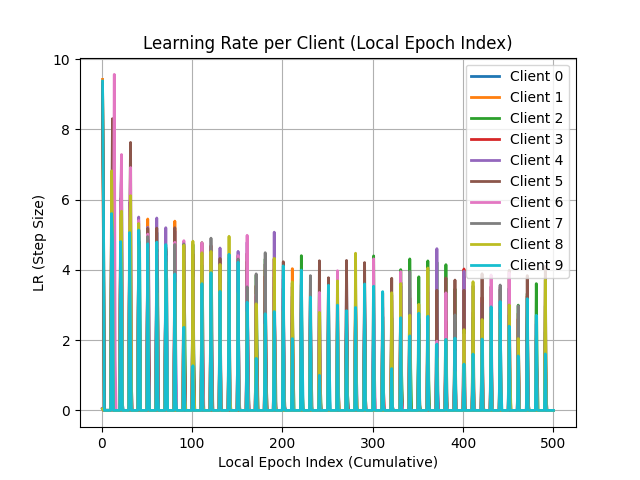 Learning Rate per Client (Local Epoch Index)
LR (Step Size)
10
8
6
4
2
0
0
100
200
300
400
500
Local Epoch Index (Cumulative)
Client 0
Client 1
Client 2
Client 3
Client 4
Client 5
Client 6
Client 7
Client 8
Client 9